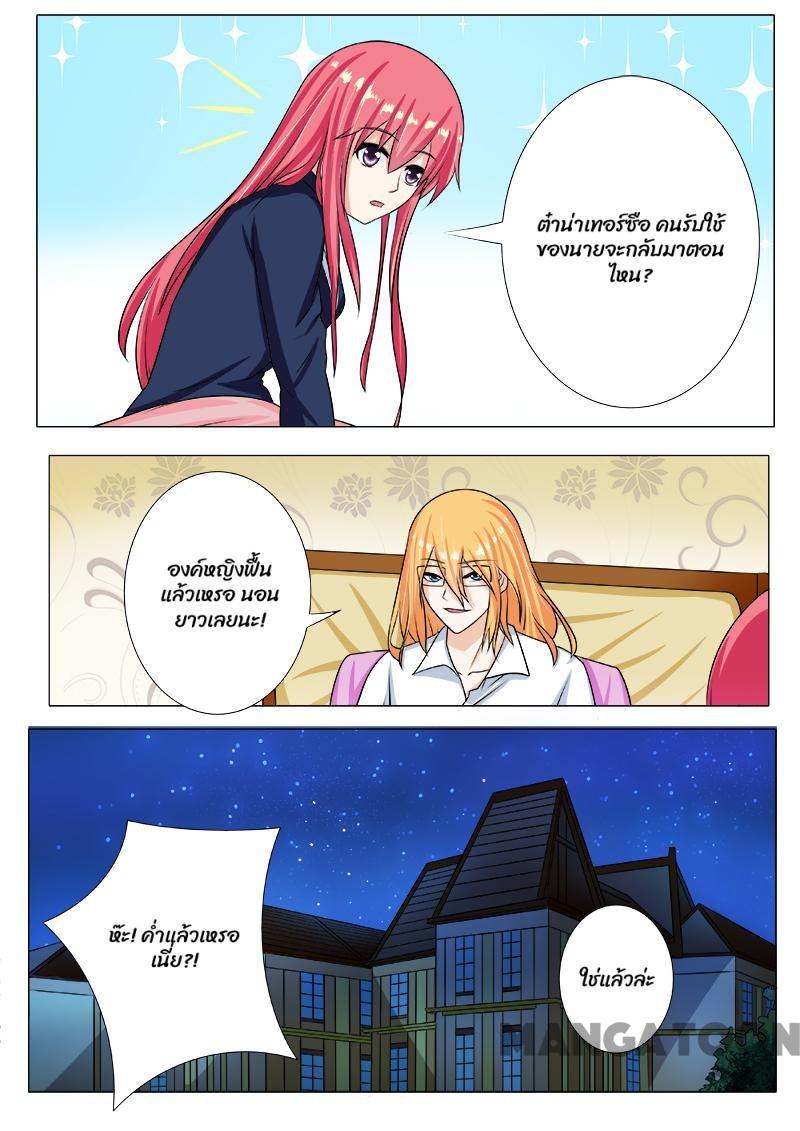 ต๋าน่าเทอร์ซือ คนรับใช้
ของนายจะกลับมาตอน
ไหน?
องค์หญิงฟื้น
แล้วเหรอ นอน
ยาวเลยนะ!
ห๊ะ! ค่ำแล้วเหรอ
เนี่ย?!
ใช่แล้วล่ะ
MANGATOON